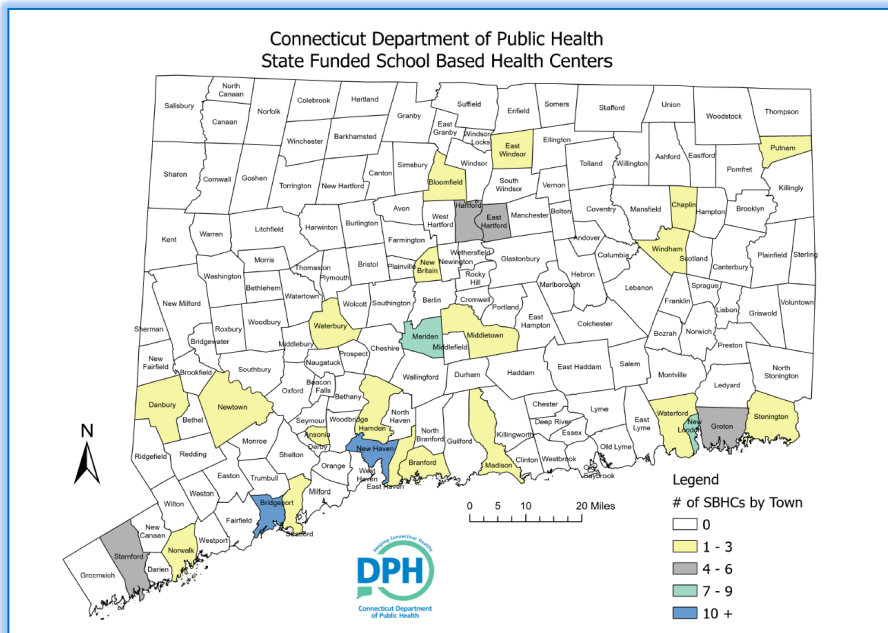 Connecticut Department of Public Health
State Funded School Based Health Centers
Salisbury
North
Canaan
Canaan
Norfolk
Colebrook
Hartland
Granby
Suffield
East
Granby
Windsor
Locks
Enfield
Somers
Stafford
Union
Woodstock
Thompson
Winchester
Barkhamsted
Simsbury
Windsor
East
Windsor
Ellington
Tolland
Willington
Ashford
Eastford
Pomfret
Putnam
Killingly
Sharon
Cornwall
Goshen
Torrington
New Hartford
Canton
Bloomfield
South
Windsor
Vernon
Avon
West
Hartford
Hartford
East
Hartford
Manchester
Bolton
Coventry
Mansfield
Chaplin
Hampton
Brooklyn
Kent
Warren
Litchfield
Harwinton
Burlington
Farmington
Wethersfield
Newington
Glastonbury
Andover
Columbia
Windham
Scotland
Canterbury
Plainfield
Sterling
Washington
Morris
Bethlehem
Thomaston
Plymouth
Bristol
Plainville
New
Britain
Rocky
Hill
Hebron
Marlborough
Lebanon
Sprague
Franklin
Lisbon
Griswold
Voluntown
New Milford
Watertown
Wolcott
Southington
Berlin
Cromwell
Portland
East
Hampton
Colchester
Bozrah
Norwich
Preston
Sherman
Roxbury
Bridgewater
Woodbury
Middlebury
Waterbury
Prospect
Cheshire
Meriden
Middlefield
Middletown
New
Fairfield
Brookfield
Southbury
Naugatuck
Beacon
Falls
Oxford
Bethany
Wallingford
Durham
Haddam
East Haddam
Salem
Montville
Ledyard
North
Stonington
Danbury
Bethel
Newtown
Seymour
Woodbridge
Hamden
North
Haven
North
Branford
Guilford
Killingworth
Chester
Deep River
Essex
Lyme
Old Lyme
East
Lyme
Waterford
New
London
Groton
Stonington
Ansonia
Derby
Monroe
Shelton
Orange
West
Haven
New Haven
East Haven
Branford
Madison
Clinton
Westbrook
Old
Saybrook
Ridgefield
Redding
Easton
Trumbull
Milford
Stratford
Bridgeport
Fairfield
Weston
Wilton
Westport
New
Canaan
Norwalk
Darien
Stamford
Greenwich
N
0 5 10 20 Miles
Legend
# of SBHCs by Town
0
1 - 3
4 - 6
7 - 9
10 +
Keeping Connecticut Healthy
DPH
Connecticut Department
of Public Health